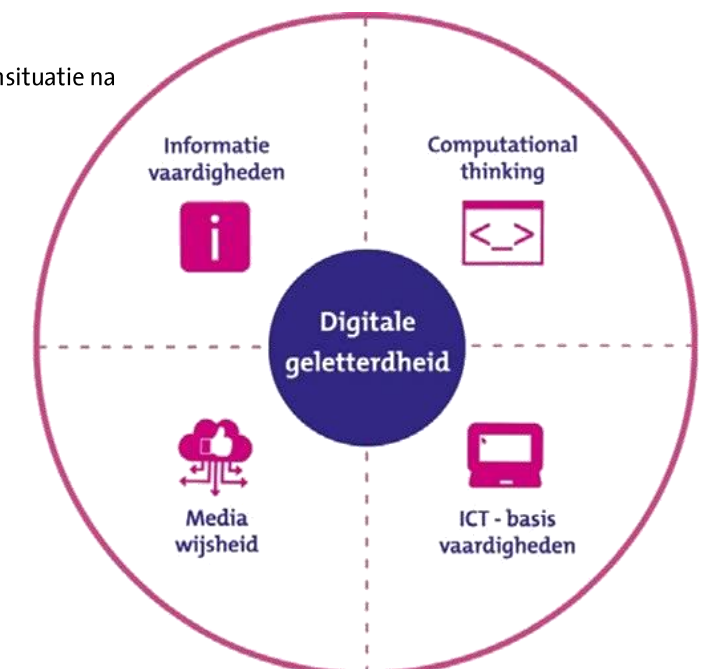 nsituatie na
Informatie
vaardigheden
i
Computational
thinking
<_>
Digitale
geletterdheid
Media
wijsheid
ICT - basis
vaardigheden